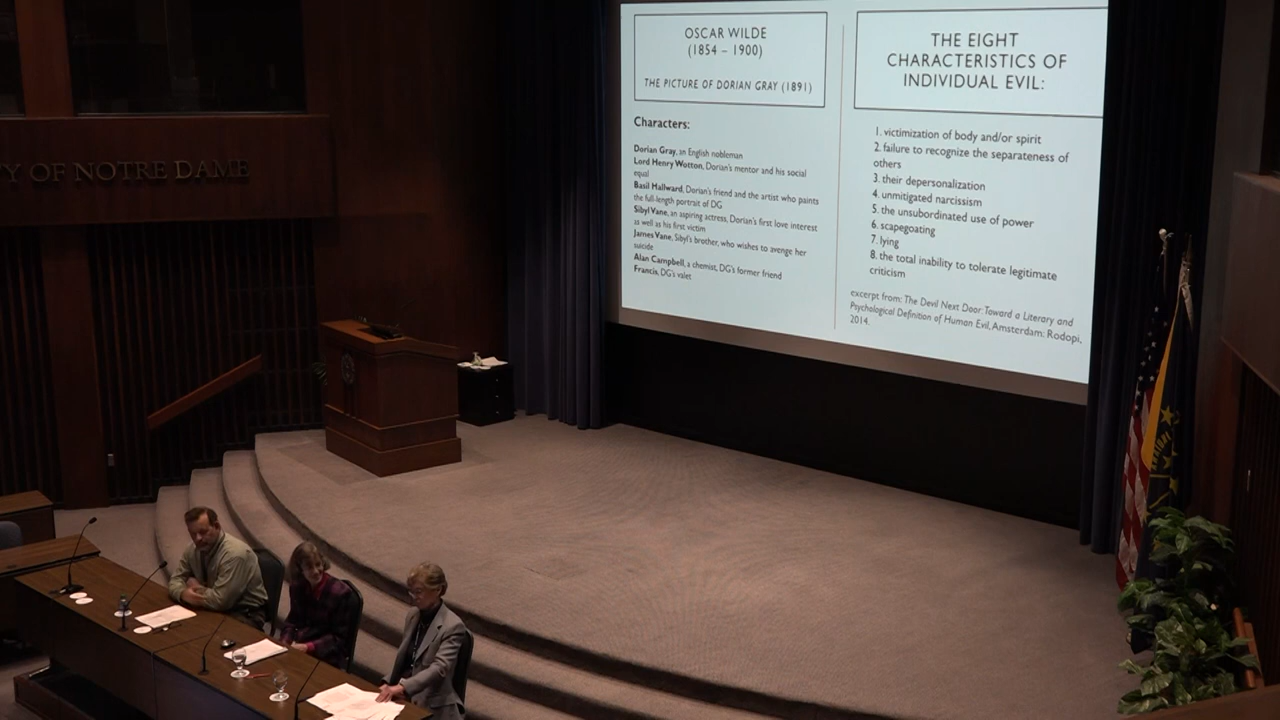 Y OF NOTRE DAME
OSCAR WILDE
(1854 – 1900)
THE PICTURE OF DORIAN GRAY (1891)
Characters:
Dorian Gray, an English nobleman
Lord Henry Wotton, Dorian's mentor and his social
equal
Basil Hallward, Dorian's friend and the artist who paints
the full-length portrait of DG
Sibyl Vane, an aspiring actress, Dorian's first love interest
as well as his first victim
James Vane, Sibyl's brother, who wishes to avenge her
suicide
Alan Campbell, a chemist, DG's former friend
Francis, DG's valet
THE EIGHT
CHARACTERISTICS OF
INDIVIDUAL EVIL:
1. victimization of body and/or spirit
2. failure to recognize the separateness of
others
3. their depersonalization
4. unmitigated narcissism
5. the unsubordinated use of power
6. scapegoating
7. lying
8. the total inability to tolerate legitimate
criticism
excerpt from: The Devil Next Door: Toward a Literary and
Psychological Definition of Human Evil, Amsterdam: Rodopi,
2014.